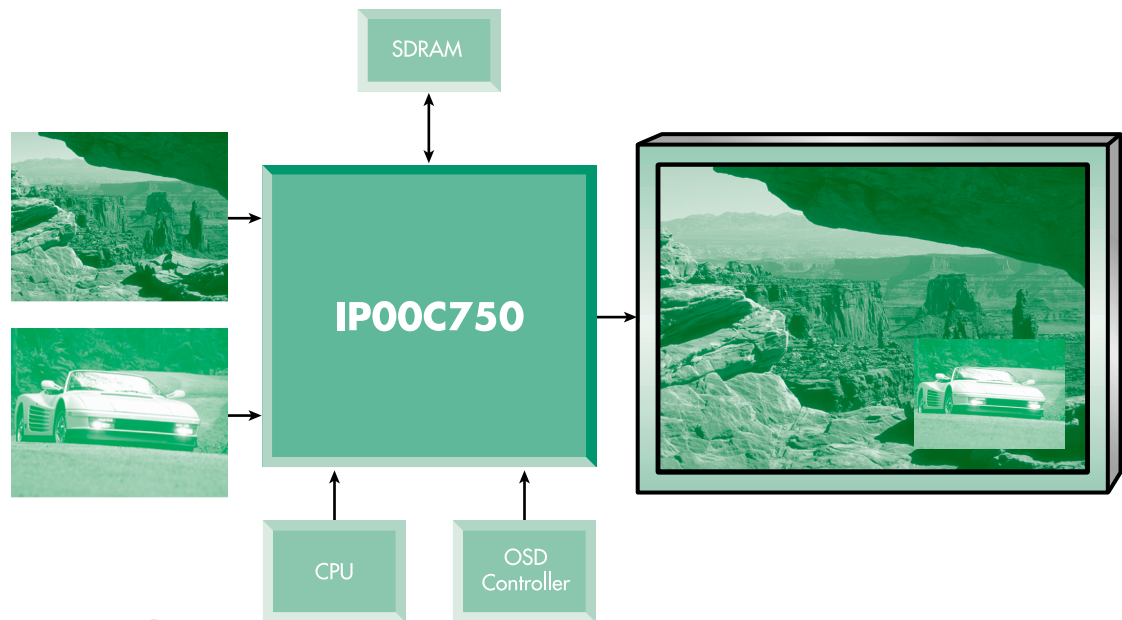 SDRAM
IP00C750
CPU
OSD
Controller